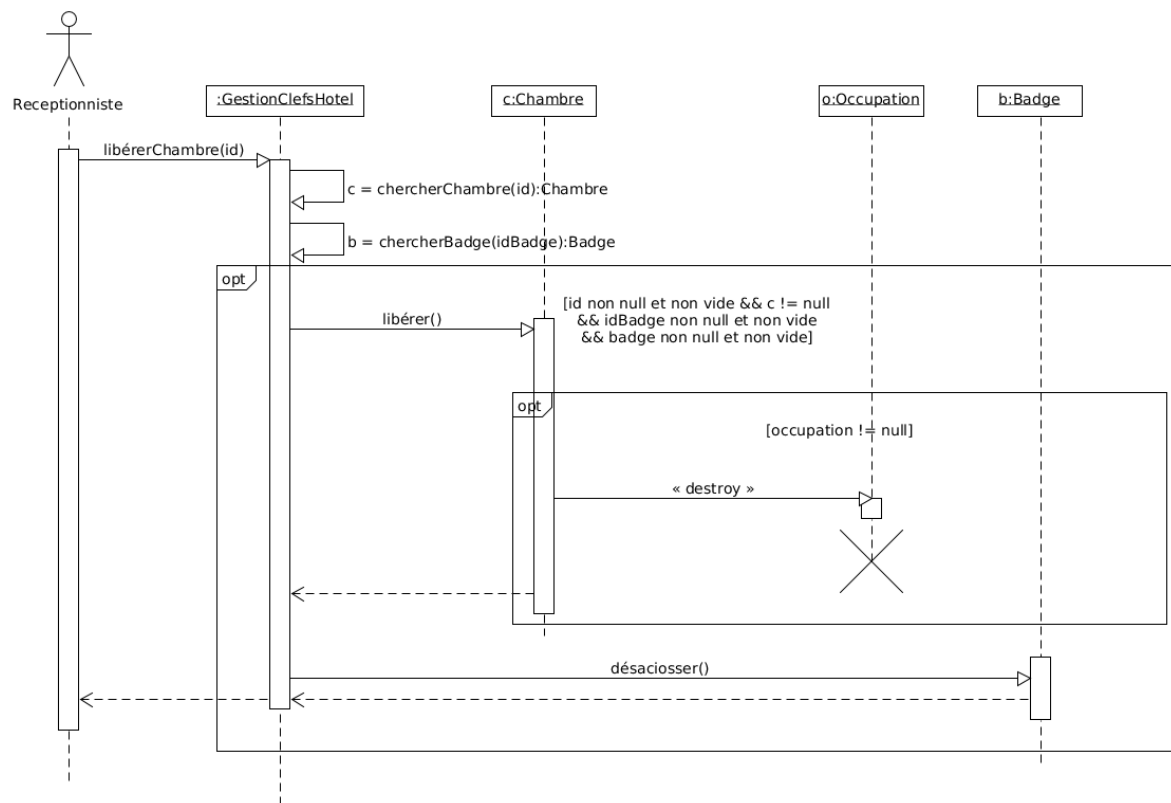 Receptionniste
:GestionClefsHotel
c:Chambre
o:Occupation
b:Badge
libérerChambre(id)
c = chercherChambre(id):Chambre
b = chercherBadge(idBadge):Badge
opt
[id non null et non vide && c != null
&& idBadge non null et non vide
&& badge non null et non vide]
libérer()
opt
[occupation != null]
« destroy »
désaciosser()